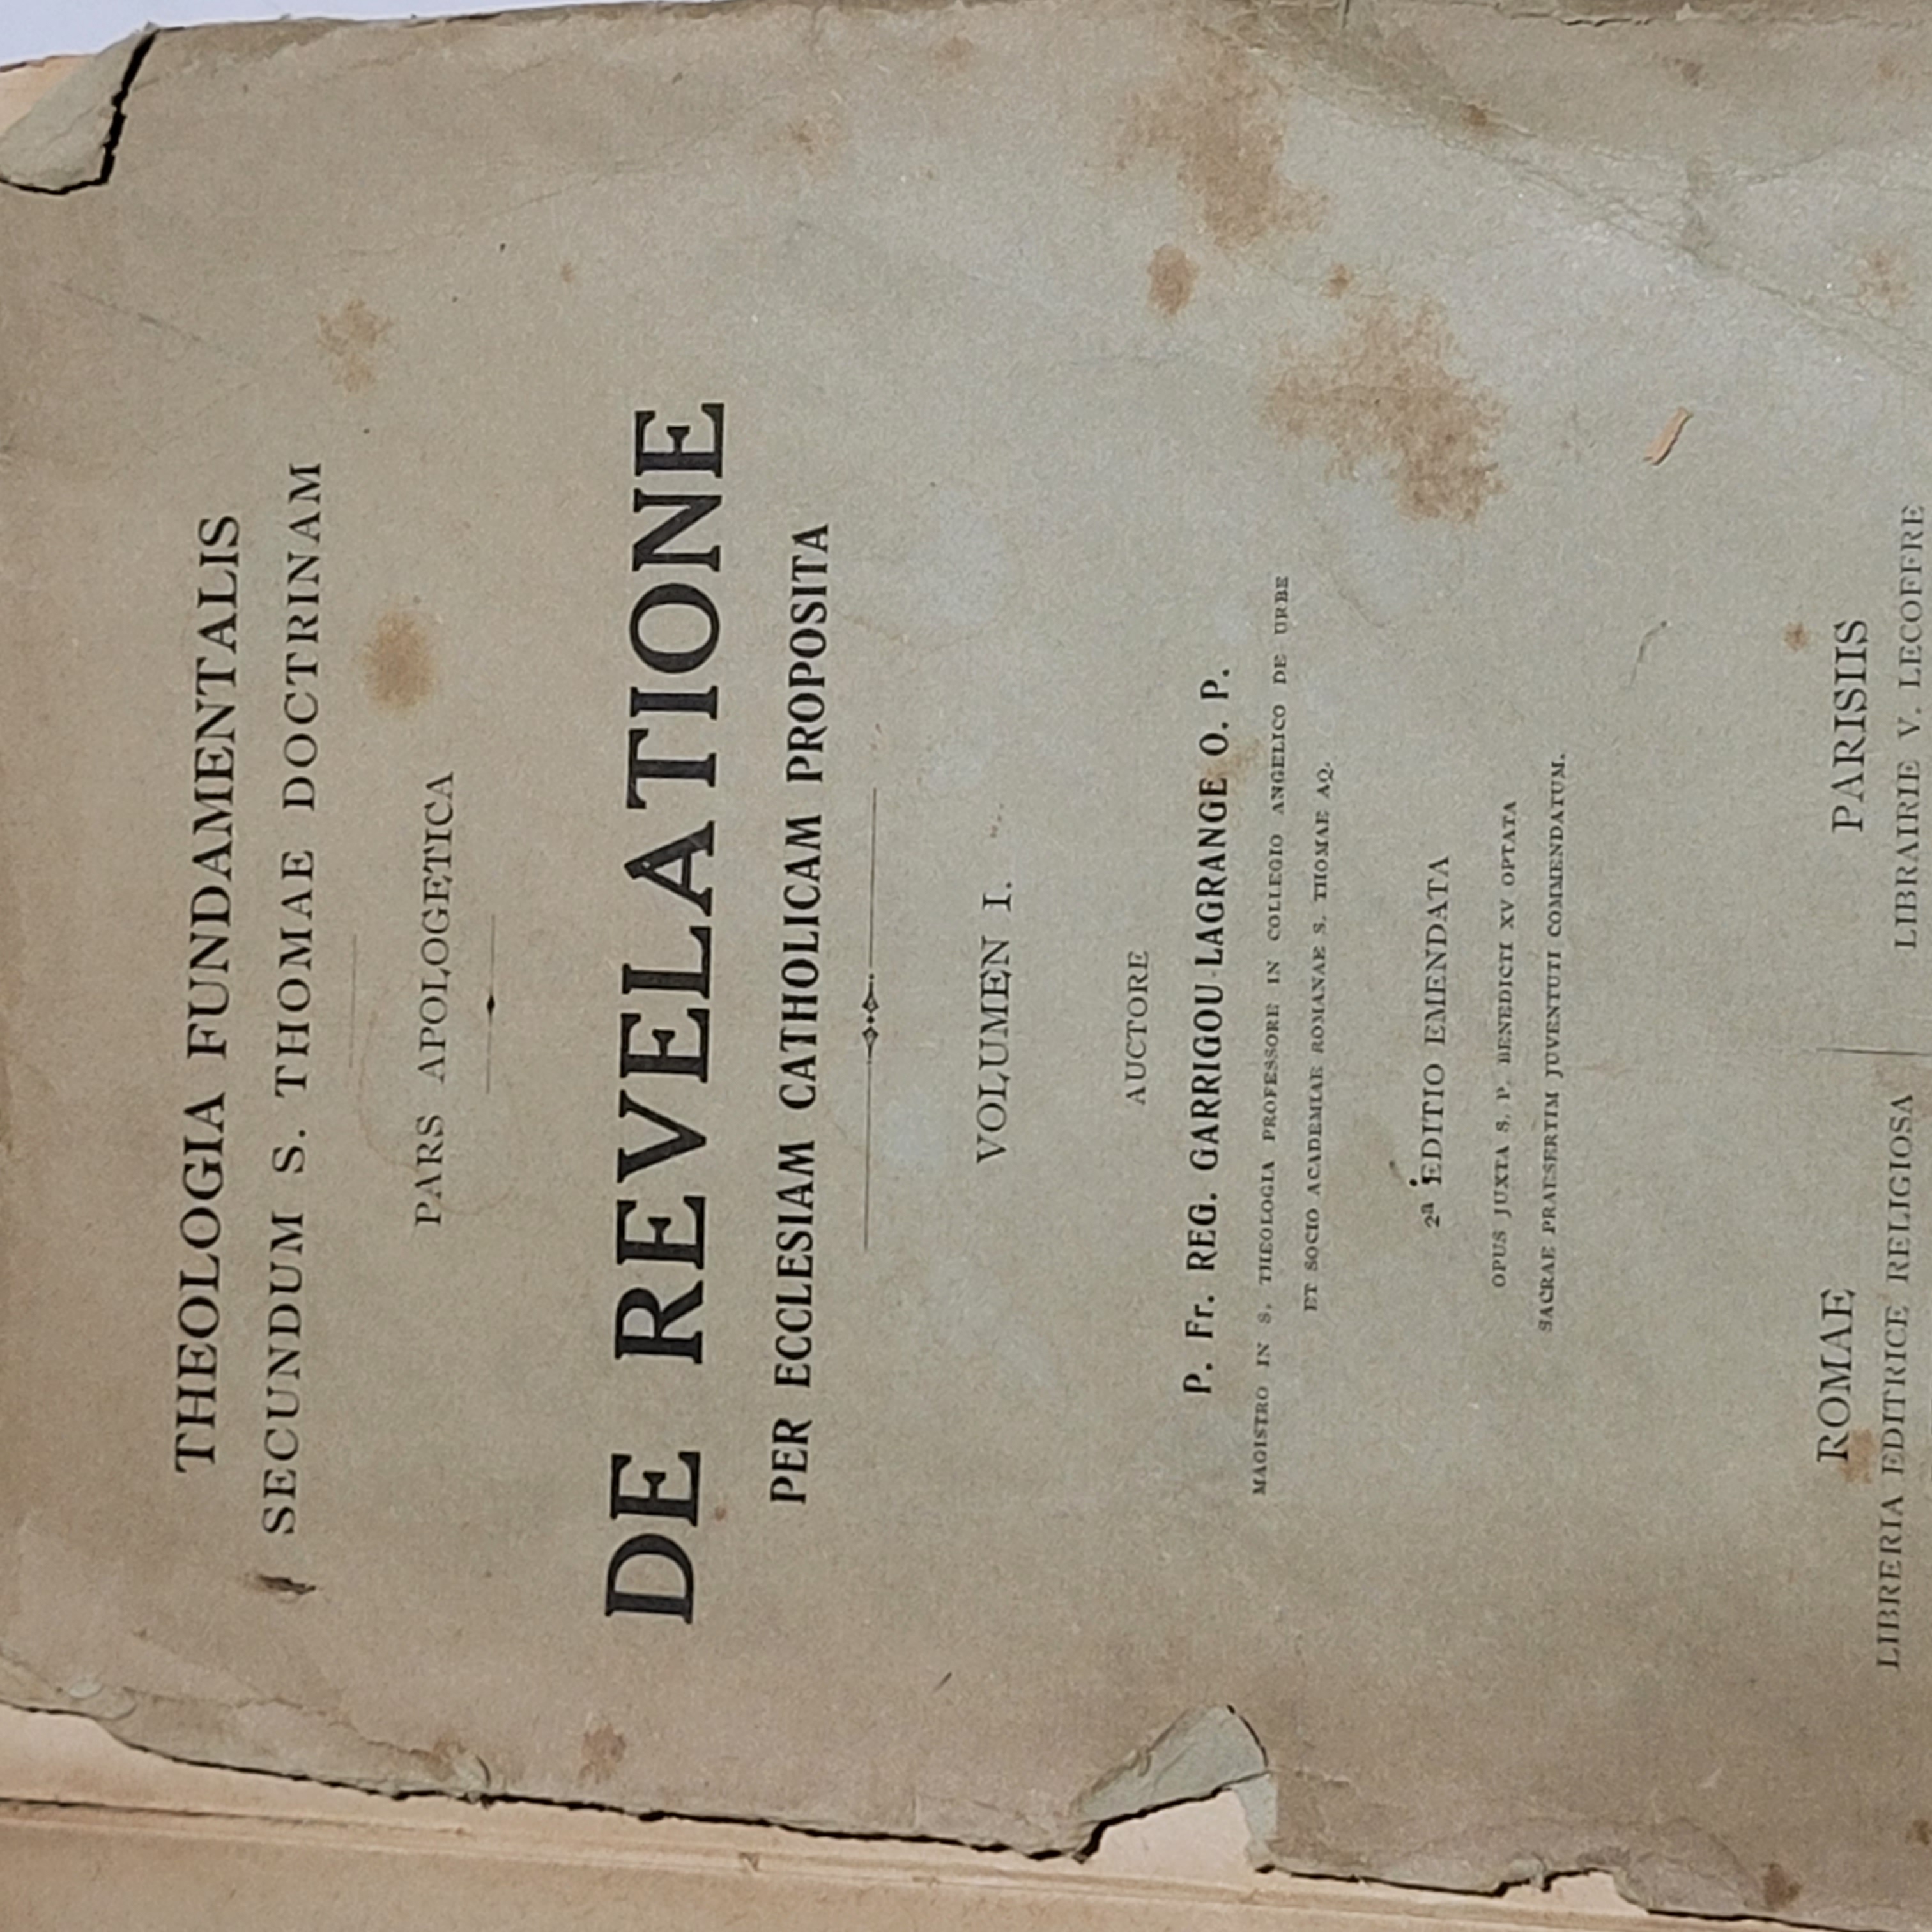 THEOLOGIA FUNDAMENTALIS
SECUNDUM S. THOMAE DOCTRINAM
PARS APOLOGETICA
DE REVELATIONE
PER ECCLESIAM CATHOLICAM PROPOSITA
VOLUMEN I.
AUCTORE
P. Fr. REG. GARRIGOU-LAGRANGE O. P.
MAGISTRO IN S. THEOLOGIA PROFESSORE IN COLLEGIO ANGELICO DE URBE
ET SOCIO ACADEMIAE ROMANAE S. THOMAE AQ.
2ª EDITIO EMENDATA
OPUS JUXTA S. P. BENEDICTI XV OPTATA
SACRAE PRAESERTIM JUVENTUTI COMMENDATUM.
ROMAE
LIBRERIA EDITRICE RELIGIOSA
PARISIIS
LIBRAIRIE V. LECOFFRE